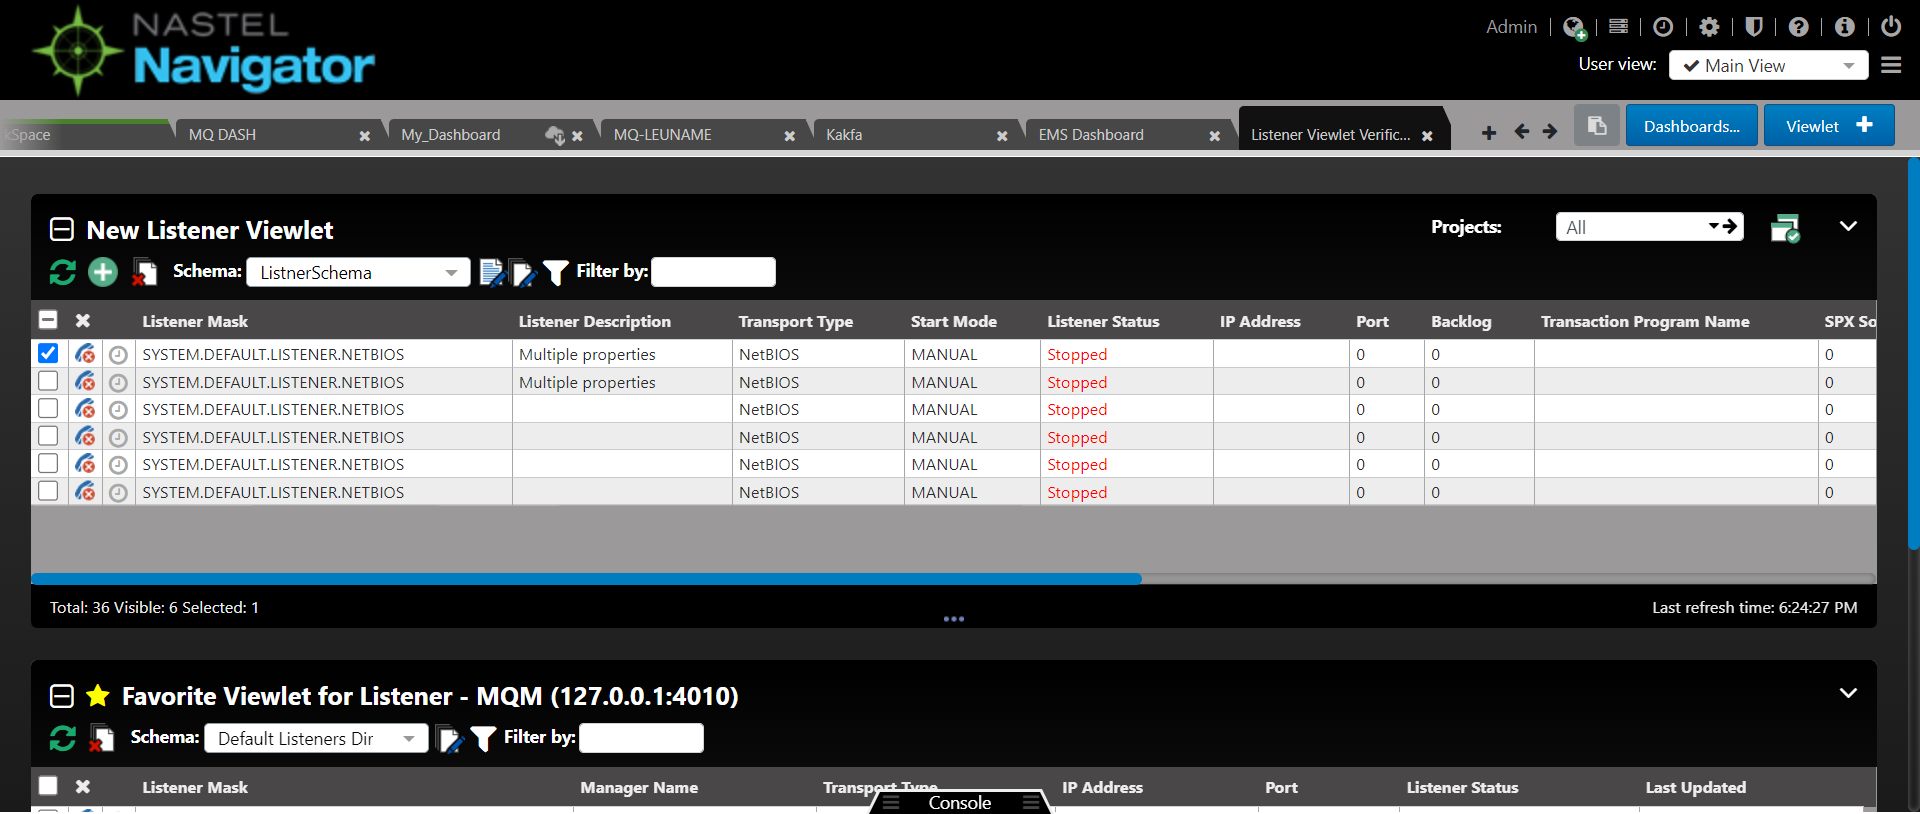 NASTEL
Navigator
Admin
User view: Main View
kSpace
MQ DASH
My_Dashboard
MQ-LEUNAME
Kakfa
EMS Dashboard
Listener Viewlet Verific...
Dashboards...
Viewlet
New Listener Viewlet
Projects: All
Schema: ListnerSchema Filter by:
Listener Mask Listener Description Transport Type Start Mode Listener Status IP Address Port Backlog Transaction Program Name SPX So
SYSTEM.DEFAULT.LISTENER.NETBIOS Multiple properties NetBIOS MANUAL Stopped 0 0 0
SYSTEM.DEFAULT.LISTENER.NETBIOS Multiple properties NetBIOS MANUAL Stopped 0 0 0
SYSTEM.DEFAULT.LISTENER.NETBIOS NetBIOS MANUAL Stopped 0 0 0
SYSTEM.DEFAULT.LISTENER.NETBIOS NetBIOS MANUAL Stopped 0 0 0
SYSTEM.DEFAULT.LISTENER.NETBIOS NetBIOS MANUAL Stopped 0 0 0
SYSTEM.DEFAULT.LISTENER.NETBIOS NetBIOS MANUAL Stopped 0 0 0
Total: 36 Visible: 6 Selected: 1
Last refresh time: 6:24:27 PM
Favorite Viewlet for Listener - MQM (127.0.0.1:4010)
Schema: Default Listeners Dir Filter by:
Listener Mask Manager Name Transport Type IP Address Port Listener Status Last Updated
Console